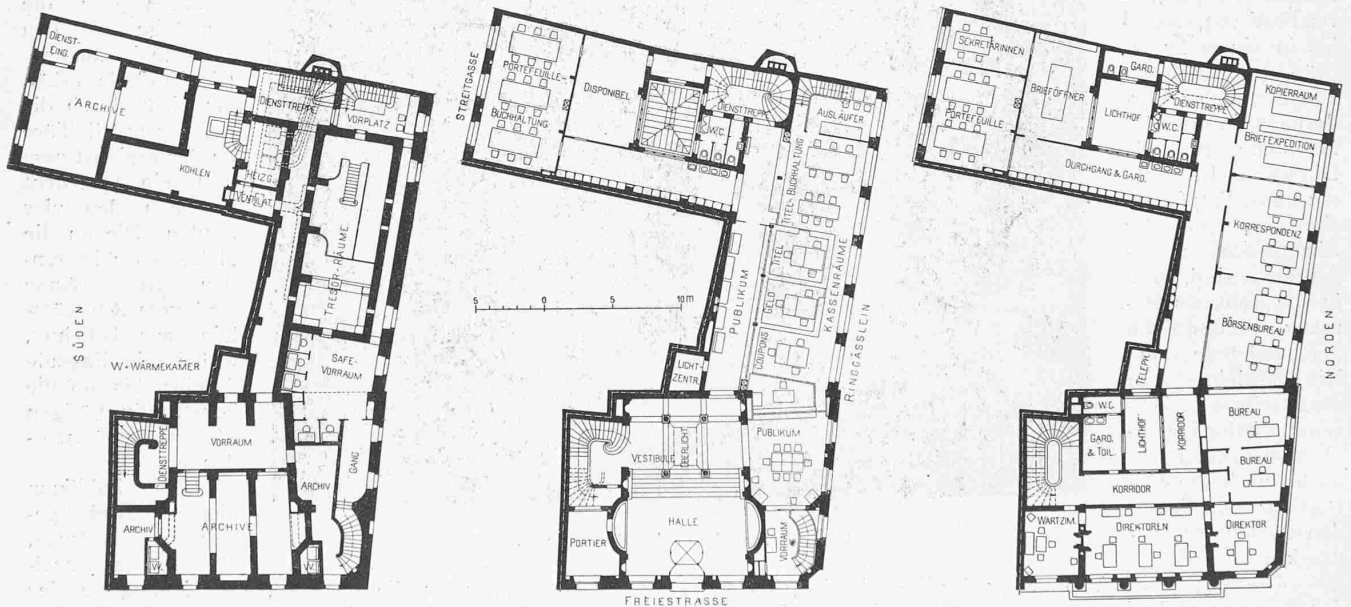 DIENST-
EING.
ARCHIVE
DIENSTTREPPE
VORPLATZ
KOHLEN
HEIZG.
VENTILAT.
TRESOR-RÄUME
SÜDEN
W=WÄRMEKAMER
SAFE-
VORRAUM
DIENSTTREPPE
VORRAUM
ARCHIV
GANG
ARCHIV
ARCHIVE
W.
W.
STREITGASSE
PORTEFEUILLE-
BUCHHALTUNG
DISPONIBEL
DIENSTTREPPE
W.C.
AUSLÄUFER
TITEL-BUCHHALTUNG
TITEL
GELD
COUPONS
KASSENRÄUME
PUBLIKUM
RINGGÄSSLEIN
5 0 5 10 m
LICHT-
ZENTR.
VESTIBULE
OBERLICHT
PUBLIKUM
HALLE
PORTIER
VORRAUM
FREIESTRASSE
SEKRETÄRINNEN
PORTEFEUILLE
BRIEFÖFFNER
GARD.
LICHTHOF
DIENSTTREPPE
W.C.
KOPIERRAUM
BRIEFEXPEDITION
DURCHGANG & GARD.
KORRESPONDENZ
BÖRSENBUREAU
NORDEN
TELEPH.
W.C.
GARD.
& TOIL.
LICHTHOF
KORRIDOR
BUREAU
BUREAU
KORRIDOR
WARTZIM.
DIREKTOREN
DIREKTOR